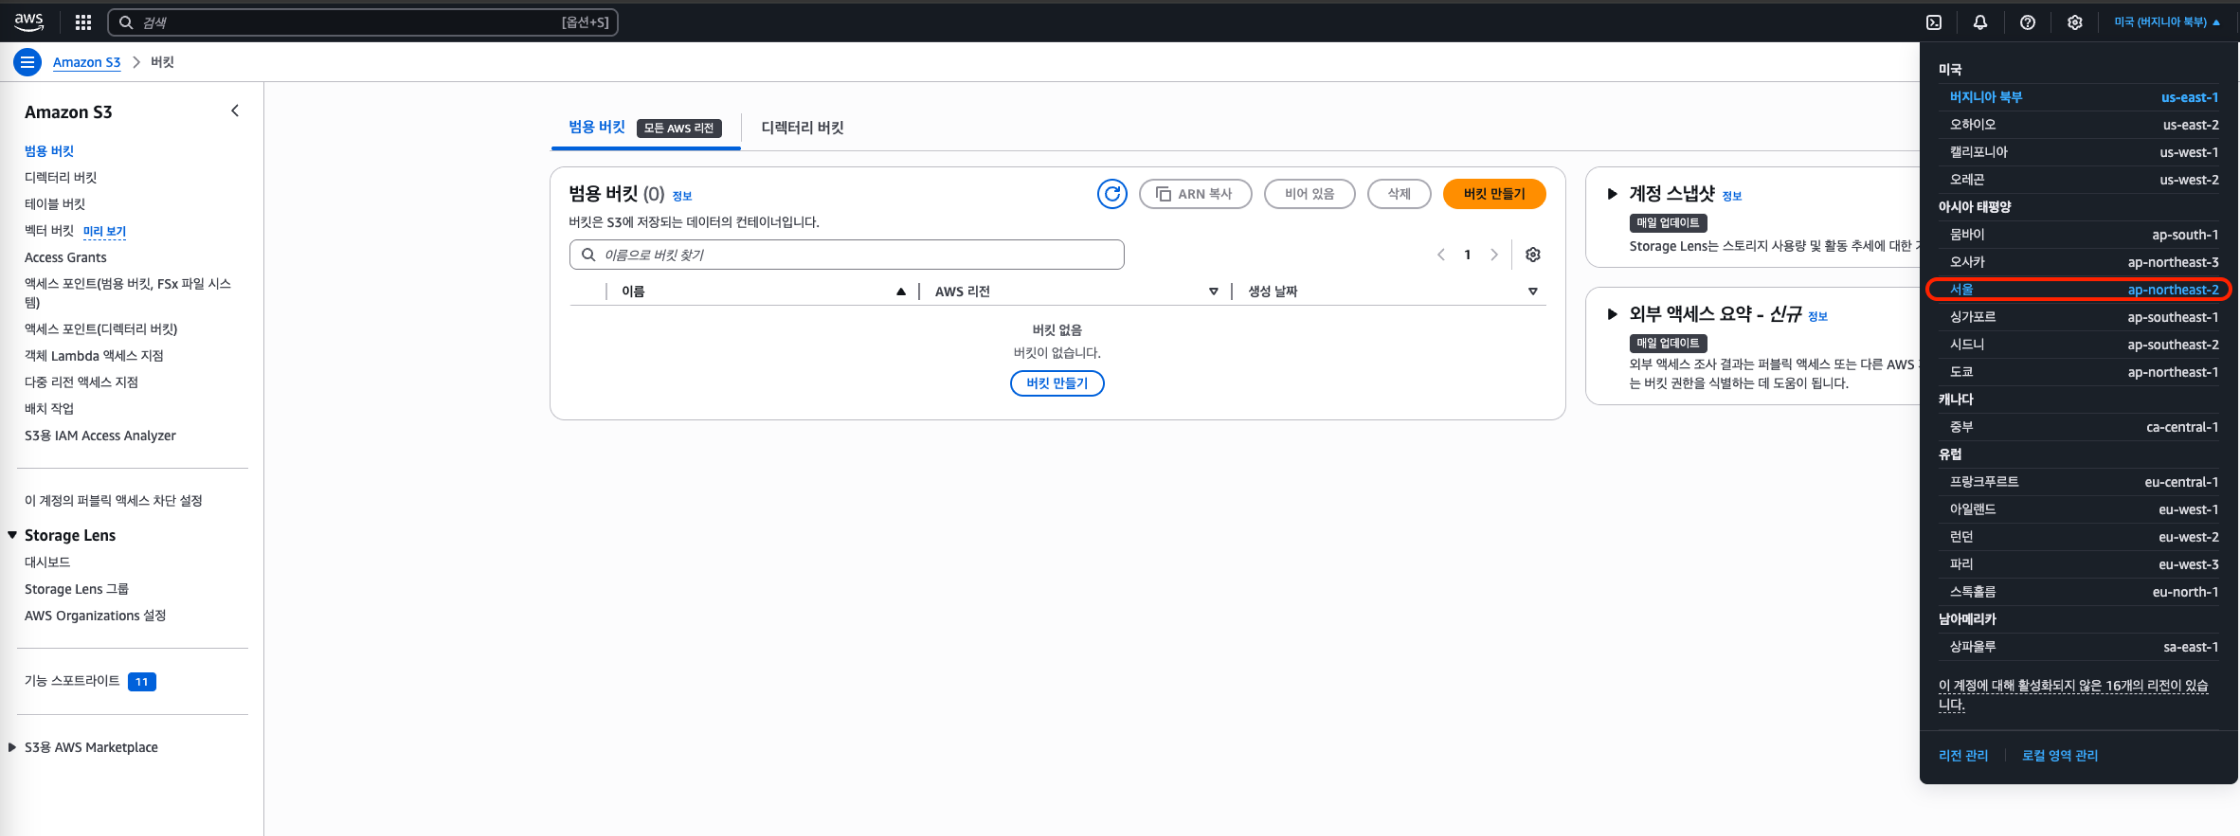 aws
검색
[옵션+S]
미국 (버지니아 북부)
Amazon S3
버킷
Amazon S3
범용 버킷
디렉터리 버킷
테이블 버킷
벡터 버킷 미리 보기
Access Grants
액세스 포인트(범용 버킷, FSx 파일 시스
템)
액세스 포인트(디렉터리 버킷)
객체 Lambda 액세스 지점
다중 리전 액세스 지점
배치 작업
S3용 IAM Access Analyzer
이 계정의 퍼블릭 액세스 차단 설정
Storage Lens
대시보드
Storage Lens 그룹
AWS Organizations 설정
기능 스포트라이트 11
S3용 AWS Marketplace
범용 버킷 모든 AWS 리전
디렉터리 버킷
범용 버킷 (0) 정보
ARN 복사
비어 있음
삭제
버킷 만들기
버킷은 S3에 저장되는 데이터의 컨테이너입니다.
이름으로 버킷 찾기
1
이름
AWS 리전
생성 날짜
버킷 없음
버킷이 없습니다.
버킷 만들기
계정 스냅샷 정보
매일 업데이트
Storage Lens는 스토리지 사용량 및 활동 추세에 대한
외부 액세스 요약 - 신규 정보
매일 업데이트
외부 액세스 조사 결과는 퍼블릭 액세스 또는 다른 AWS
는 버킷 권한을 식별하는 데 도움이 됩니다.
미국
버지니아 북부 us-east-1
오하이오 us-east-2
캘리포니아 us-west-1
오레곤 us-west-2
아시아 태평양
뭄바이 ap-south-1
오사카 ap-northeast-3
서울 ap-northeast-2
싱가포르 ap-southeast-1
시드니 ap-southeast-2
도쿄 ap-northeast-1
캐나다
중부 ca-central-1
유럽
프랑크푸르트 eu-central-1
아일랜드 eu-west-1
런던 eu-west-2
파리 eu-west-3
스톡홀름 eu-north-1
남아메리카
상파울루 sa-east-1
이 계정에 대해 활성화되지 않은 16개의 리전이 있습
니다.
리전 관리
로컬 영역 관리